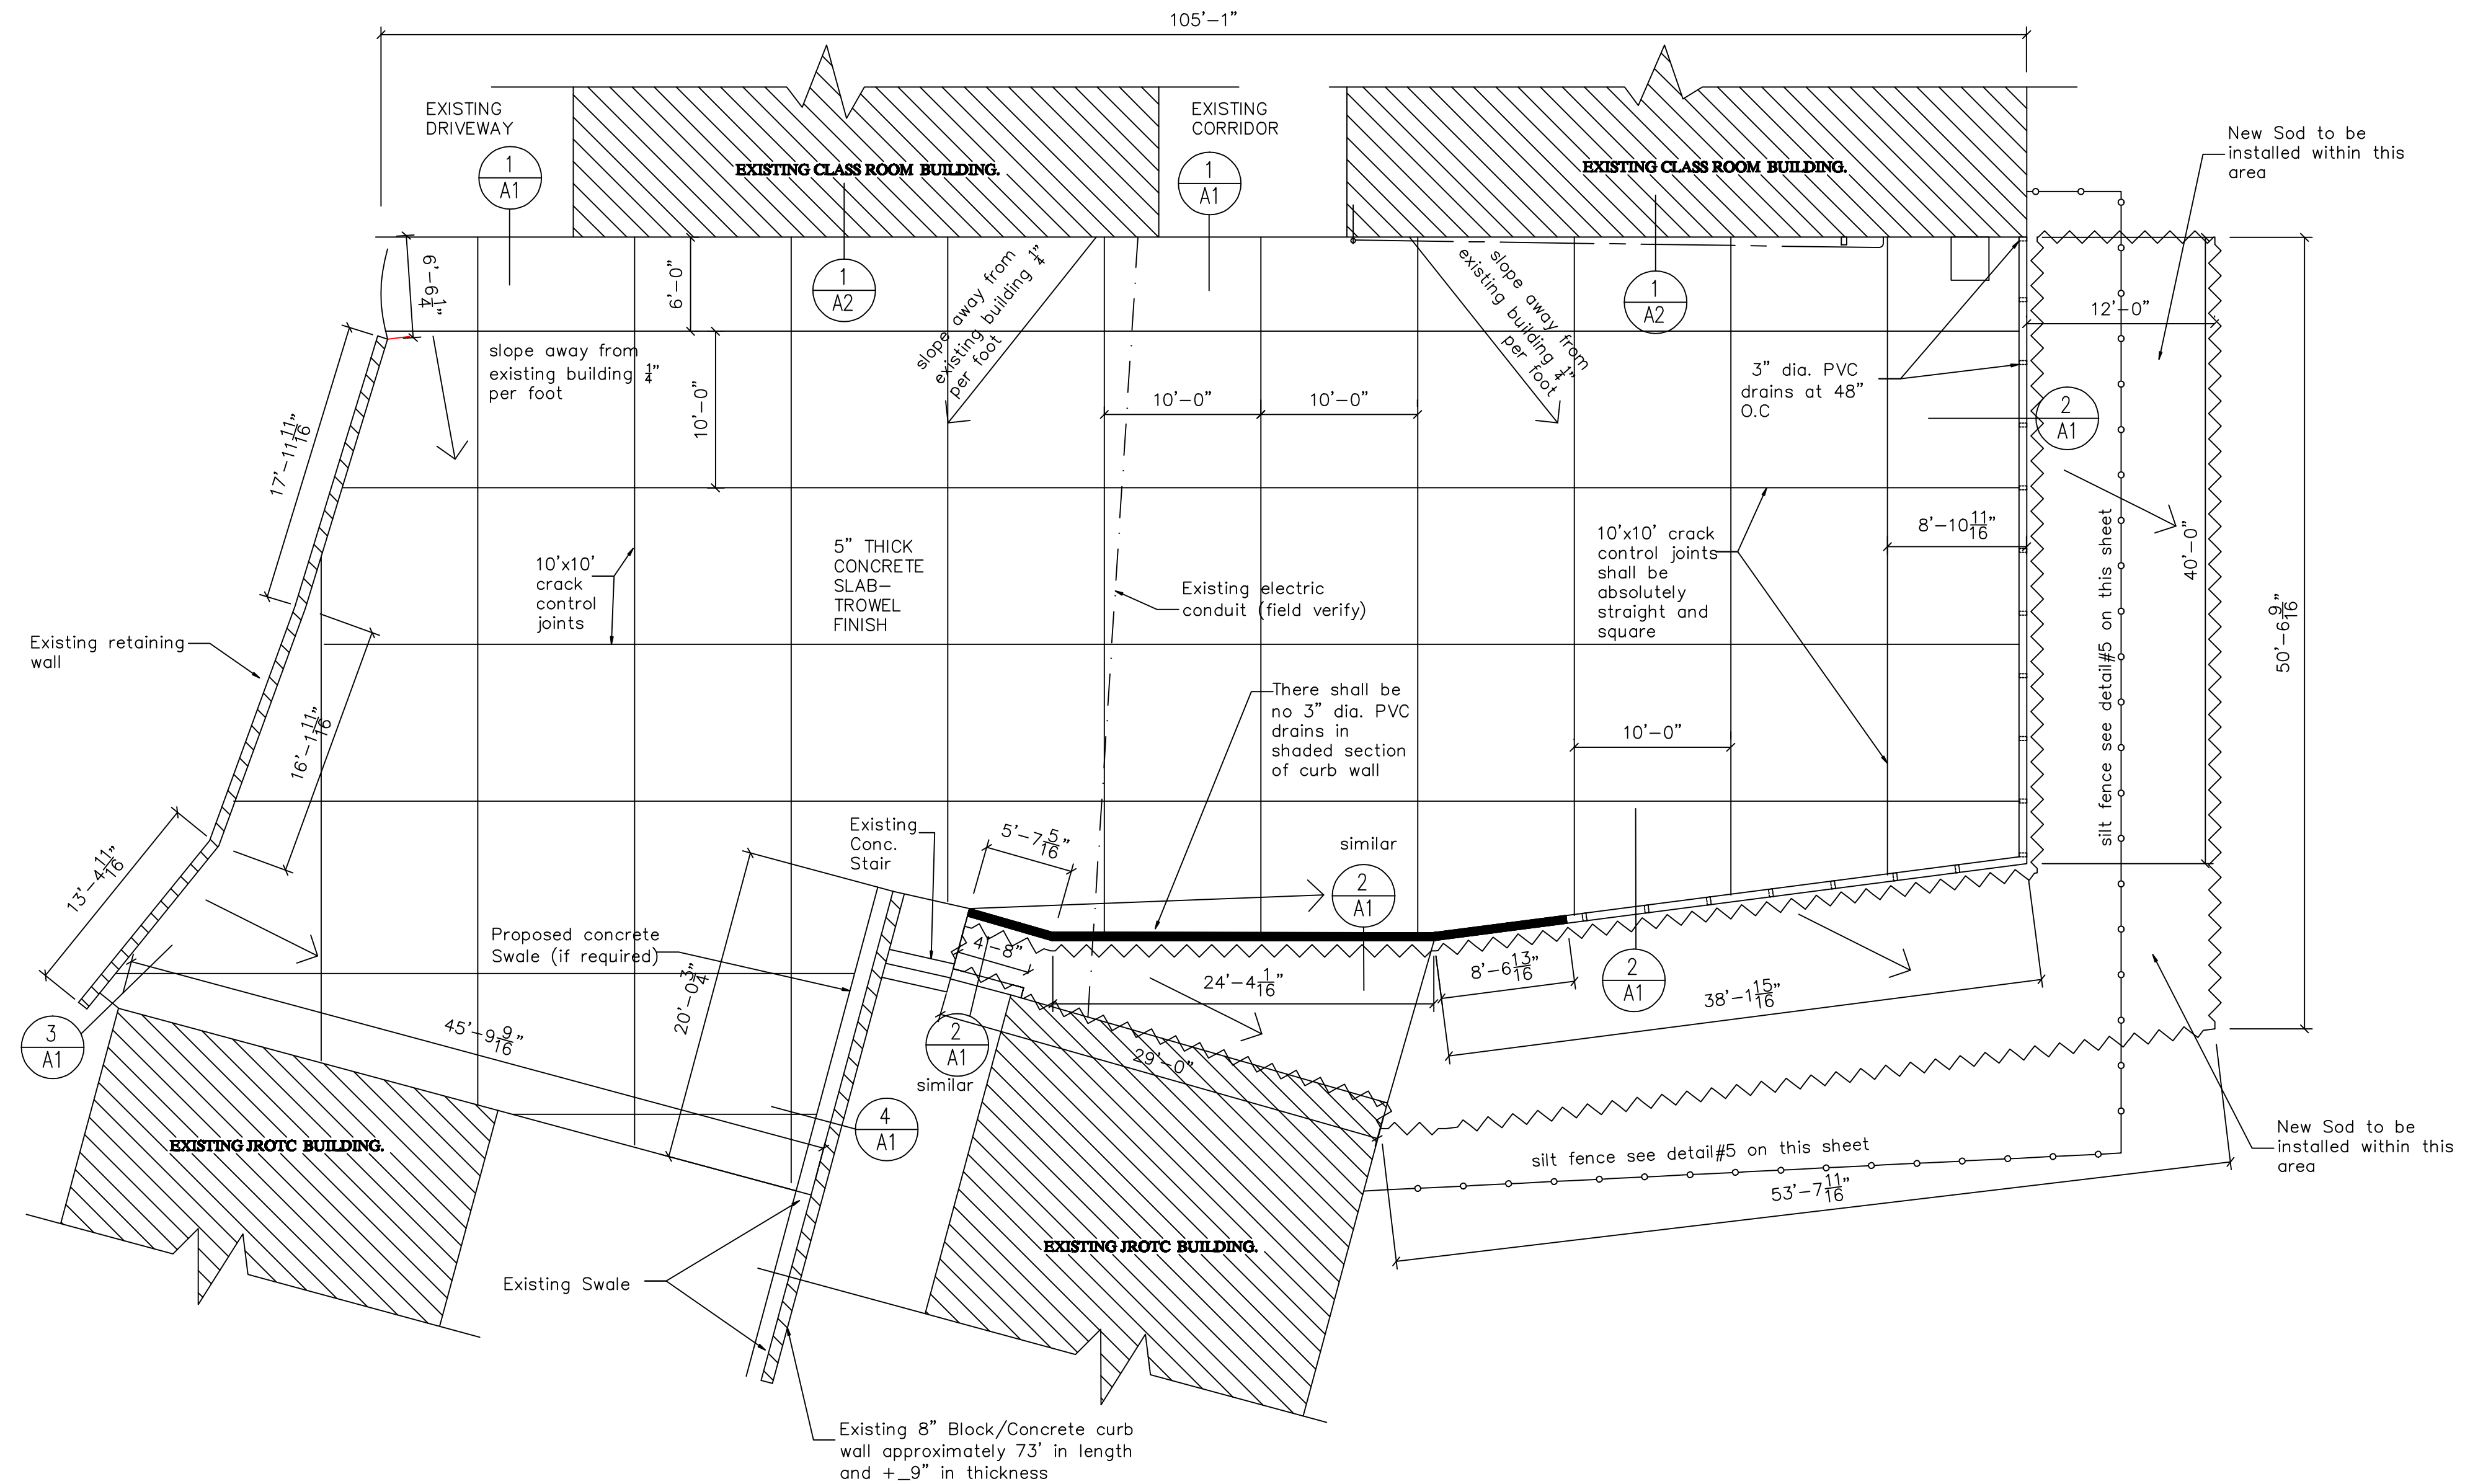 105'-1"
EXISTING
DRIVEWAY
1
A1
EXISTING CLASS ROOM BUILDING.
EXISTING
CORRIDOR
1
A1
EXISTING CLASS ROOM BUILDING.
New Sod to be
installed within this
area
6'-6 1/4"
6'-0"
1
A2
slope away from
existing building 1/4"
per foot
slope away from
existing building 1/4"
per foot
1
A2
12'-0"
slope away from
existing building 1/4"
per foot
10'-0"
10'-0"
10'-0"
3" dia. PVC
drains at 48"
O.C
2
A1
17'-11 11/16"
10'x10'
crack
control
joints
5" THICK
CONCRETE
SLAB-
TROWEL
FINISH
Existing electric
conduit (field verify)
10'x10' crack
control joints
shall be
absolutely
straight and
square
8'-10 11/16"
silt fence see detail#5 on this sheet
40'-0"
50'-6 9/16"
Existing retaining
wall
16'-1 11/16"
There shall be
no 3" dia. PVC
drains in
shaded section
of curb wall
10'-0"
13'-4 11/16"
Existing
Conc.
Stair
5'-7 5/16"
similar
2
A1
Proposed concrete
Swale (if required)
20'-0 3/4"
4'-8"
24'-4 1/16"
8'-6 13/16"
2
A1
38'-1 15/16"
3
A1
45'-9 9/16"
2
A1
similar
29'-0"
4
A1
EXISTING JROTC BUILDING.
silt fence see detail#5 on this sheet
53'-7 11/16"
New Sod to be
installed within this
area
EXISTING JROTC BUILDING.
Existing Swale
Existing 8" Block/Concrete curb
wall approximately 73' in length
and +_9" in thickness